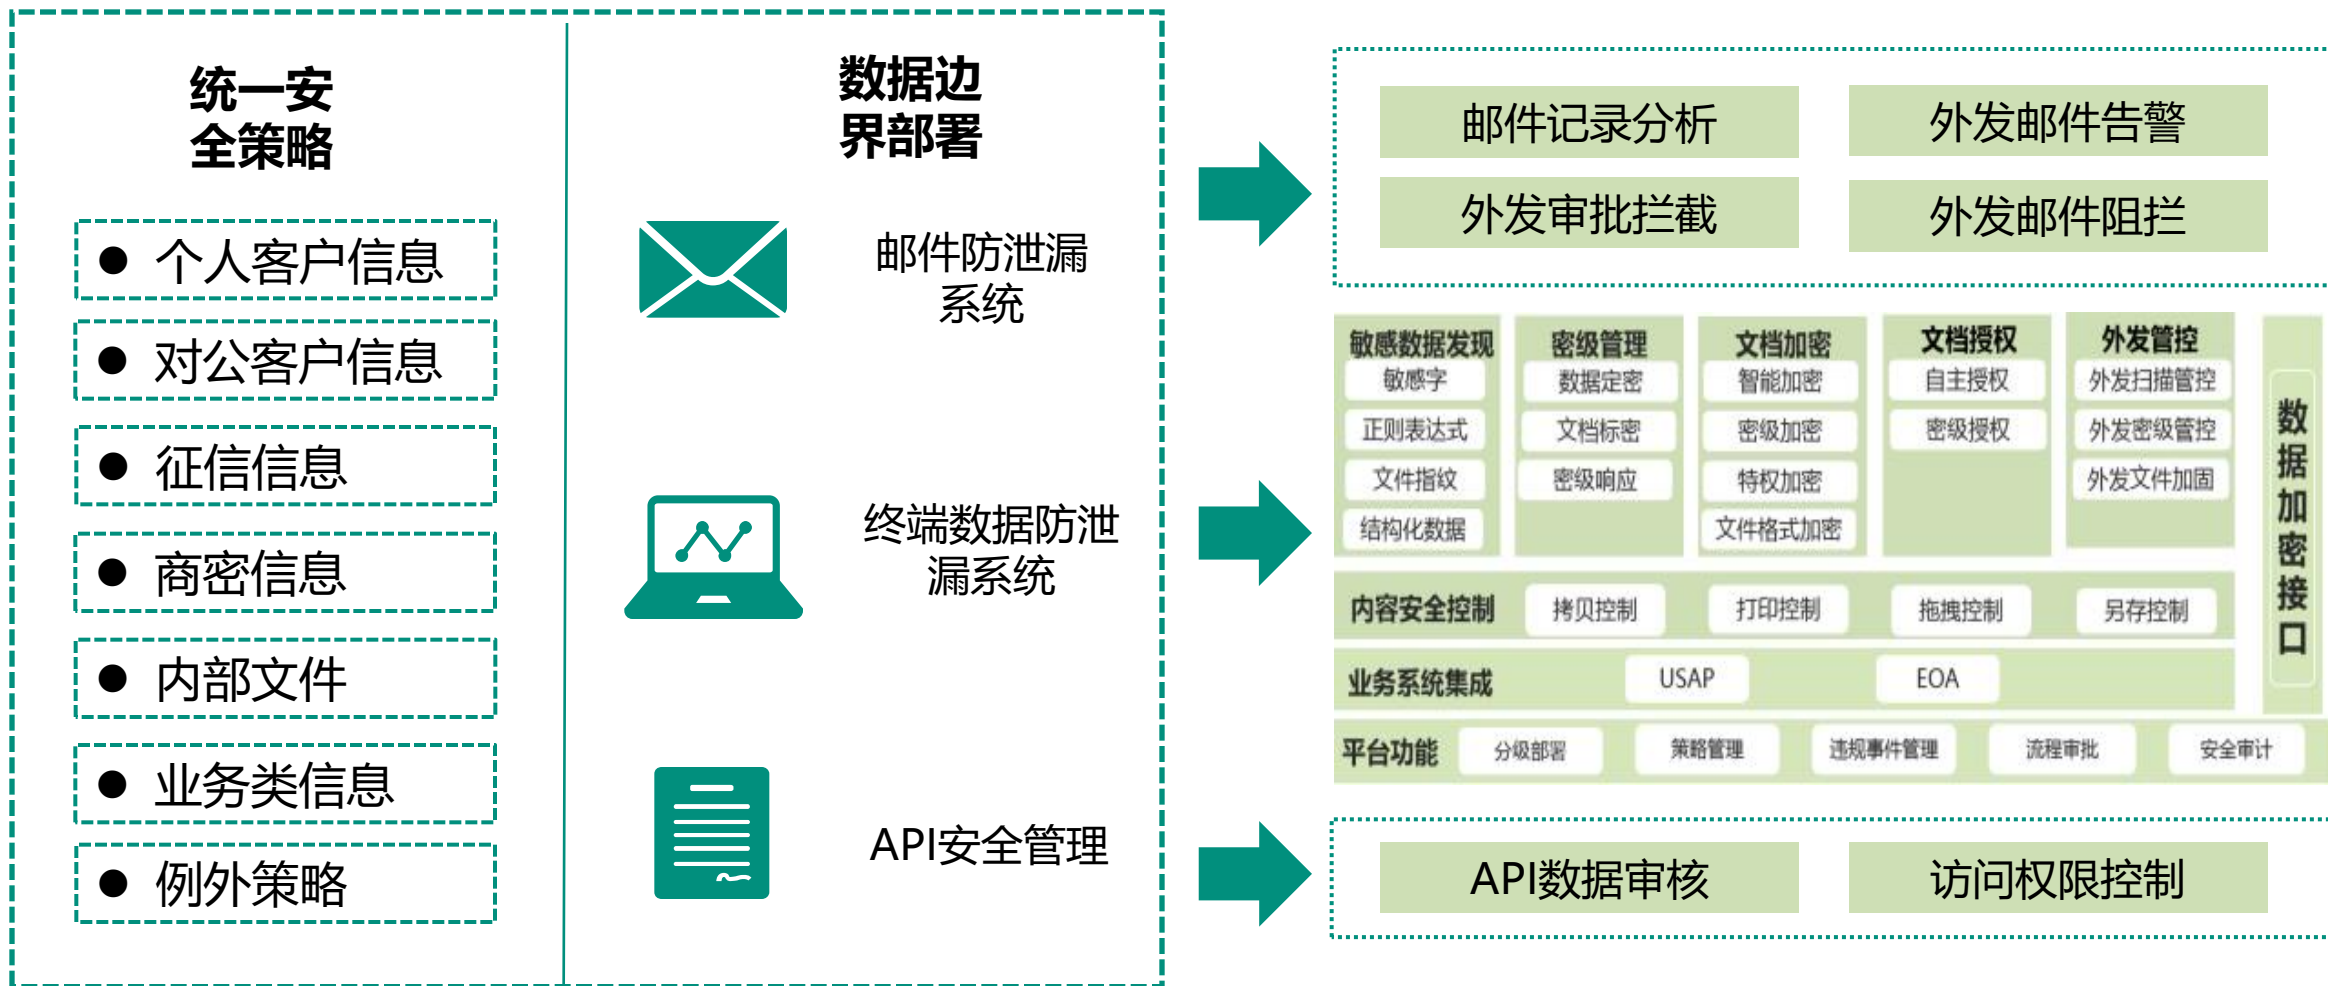 统一安
全策略
个人客户信息
对公客户信息
征信信息
商密信息
内部文件
业务类信息
例外策略
数据边
界部署
邮件防泄漏
系统
终端数据防泄
漏系统
API安全管理
邮件记录分析
外发邮件告警
外发审批拦截
外发邮件阻拦
敏感数据发现
敏感字
正则表达式
文件指纹
结构化数据
密级管理
数据定密
文档标密
密级响应
文档加密
智能加密
密级加密
特权加密
文件格式加密
文档授权
自主授权
密级授权
外发管控
外发扫描管控
外发密级管控
外发文件加固
内容安全控制
拷贝控制
打印控制
拖拽控制
另存控制
业务系统集成
USAP
EOA
平台功能
分级部署
策略管理
违规事件管理
流程审批
安全审计
数据加密接口
API数据审核
访问权限控制